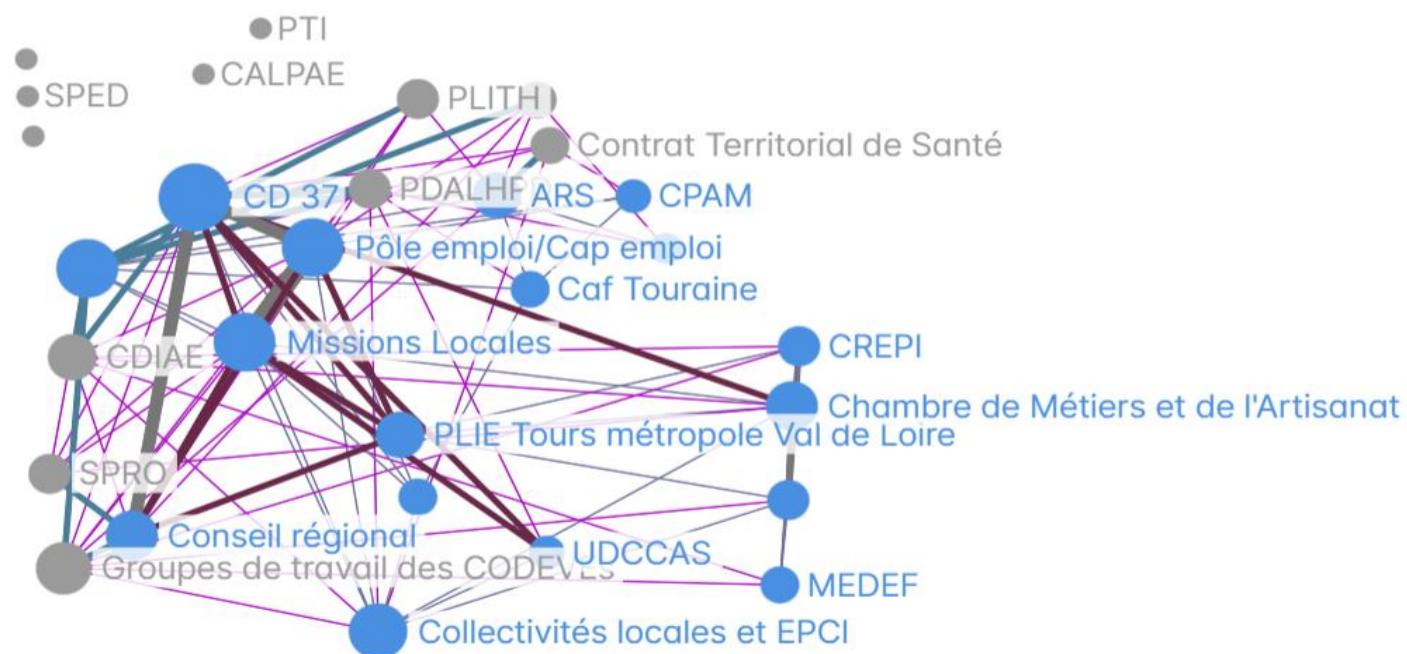 PTI
CALPAE
SPED
PLITH
Contrat Territorial de Santé
CD 37
PDALHPD
ARS
CPAM
Pôle emploi/Cap emploi
Caf Touraine
Missions Locales
CDIAE
CREPI
Chambre de Métiers et de l'Artisanat
PLIE Tours métropole Val de Loire
SPRO
Conseil régional
UDCCAS
Groupes de travail des CODEVES
MEDEF
Collectivités locales et EPCI